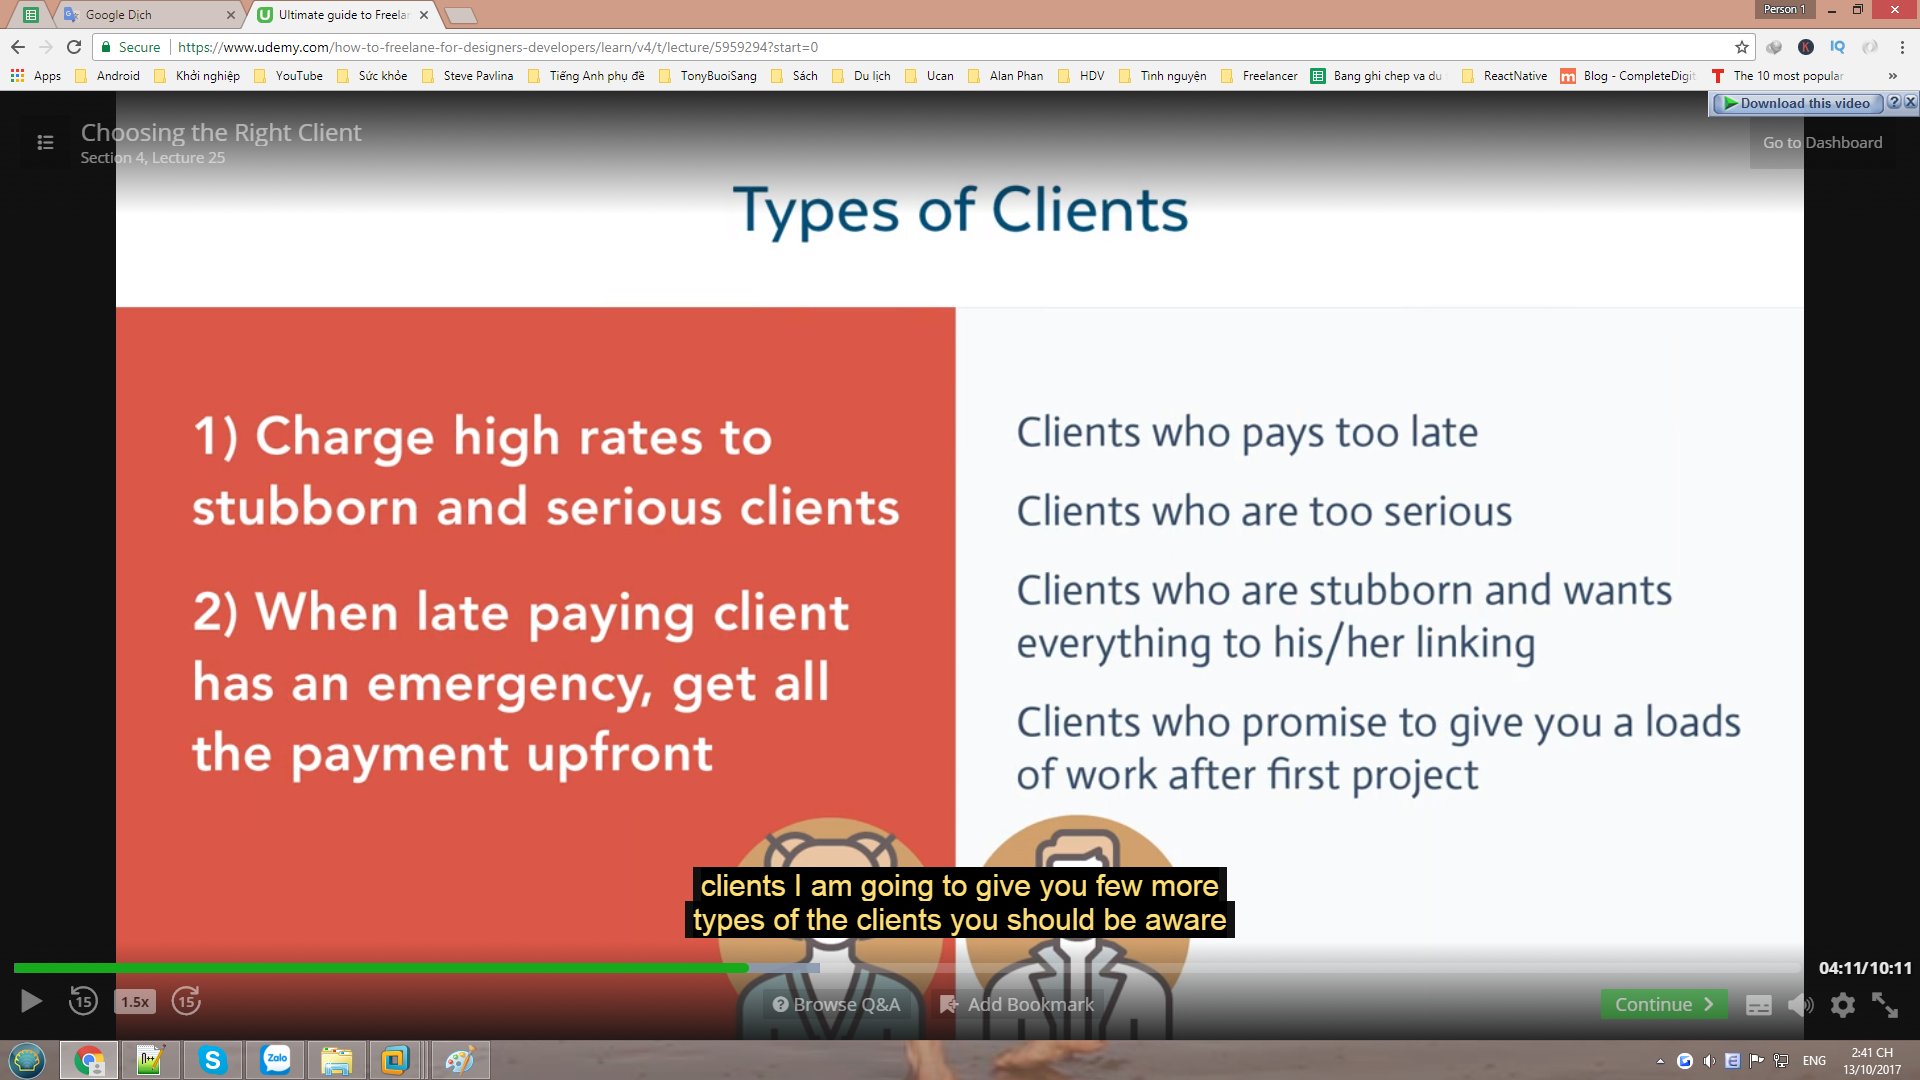 Google Dịch
Ultimate guide to Freelan
Person 1
Secure
https://www.udemy.com/how-to-freelane-for-designers-developers/learn/v4/t/lecture/5959294?start=0
K
IQ
Apps
Android
Khởi nghiệp
YouTube
Sức khỏe
Steve Pavlina
Tiếng Anh phụ đề
TonyBuoiSang
Sách
Du lịch
Ucan
Alan Phan
HDV
Tình nguyện
Freelancer
Bang ghi chep va du
ReactNative
Blog - CompleteDigit
The 10 most popular
»
Download this video
Choosing the Right Client
Section 4, Lecture 25
Go to Dashboard
Types of Clients
1) Charge high rates to
stubborn and serious clients
2) When late paying client
has an emergency, get all
the payment upfront
Clients who pays too late
Clients who are too serious
Clients who are stubborn and wants
everything to his/her linking
Clients who promise to give you a loads
of work after first project
clients I am going to give you few more
types of the clients you should be aware
04:11/10:11
15
1.5x
15
Browse Q&A
Add Bookmark
Continue
Zalo
ENG
2:41 CH
13/10/2017